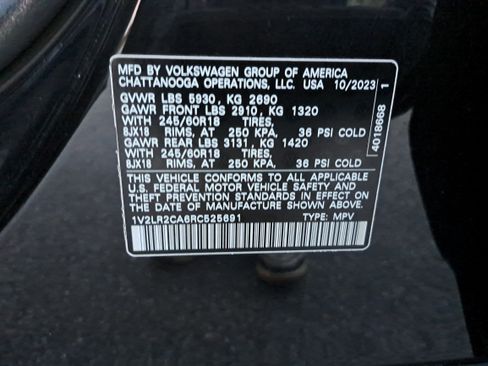 MFD BY VOLKSWAGEN GROUP OF AMERICA
CHATTANOOGA OPERATIONS, LLC. USA 10/2023
GVWR LBS 5930, KG 2690
GAWR FRONT LBS 2910, KG 1320
WITH 245/60R18 TIRES,
8JX18 RIMS, AT 250 KPA, 36 PSI COLD
GAWR REAR LBS 3131, KG 1420
WITH 245/60R18 TIRES,
8JX18 RIMS, AT 250 KPA, 36 PSI COLD
THIS VEHICLE CONFORMS TO ALL APPLICABLE
U.S. FEDERAL MOTOR VEHICLE SAFETY AND
THEFT PREVENTION STANDARDS IN EFFECT ON
THE DATE OF MANUFACTURE SHOWN ABOVE.
1V2LR2CA6RC525691 TYPE: MPV
4018668 1